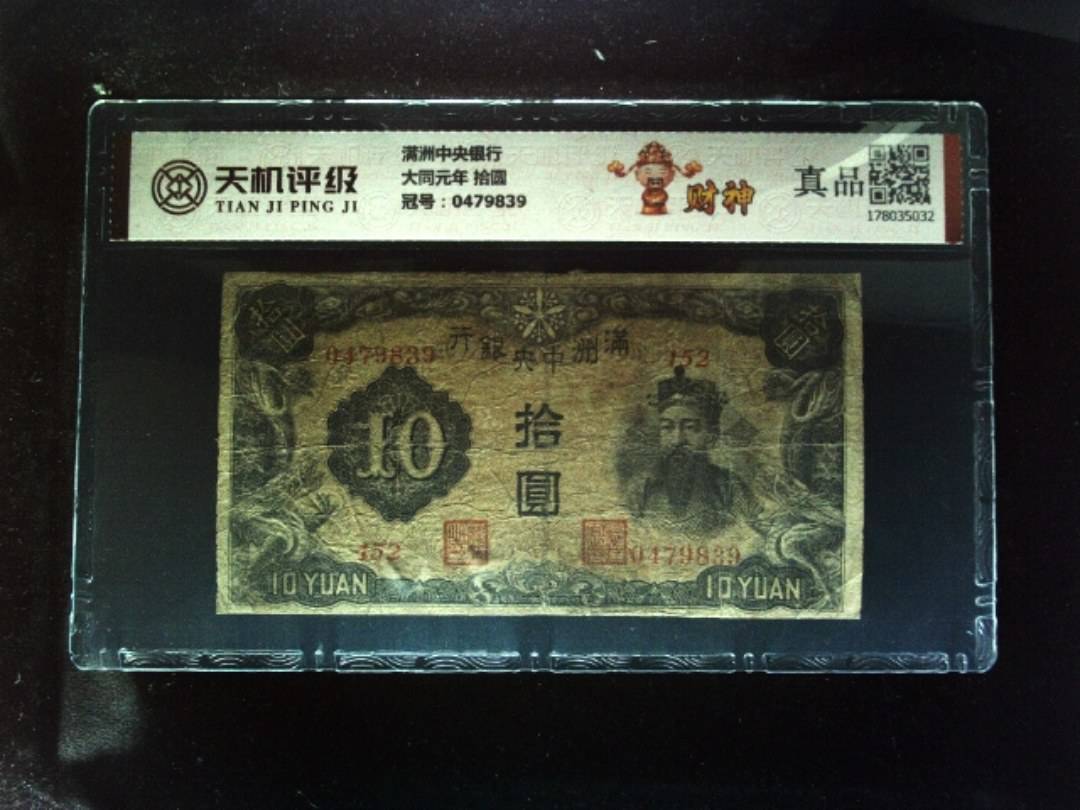 天机评级
TIAN JI PING JI
满洲中央银行
大同元年 拾圆
冠号：0479839
财神
真品
178035032
拾圓
拾圓
0479839
行銀央中洲滿
152
10
拾
圓
152
0479839
10 YUAN
10 YUAN